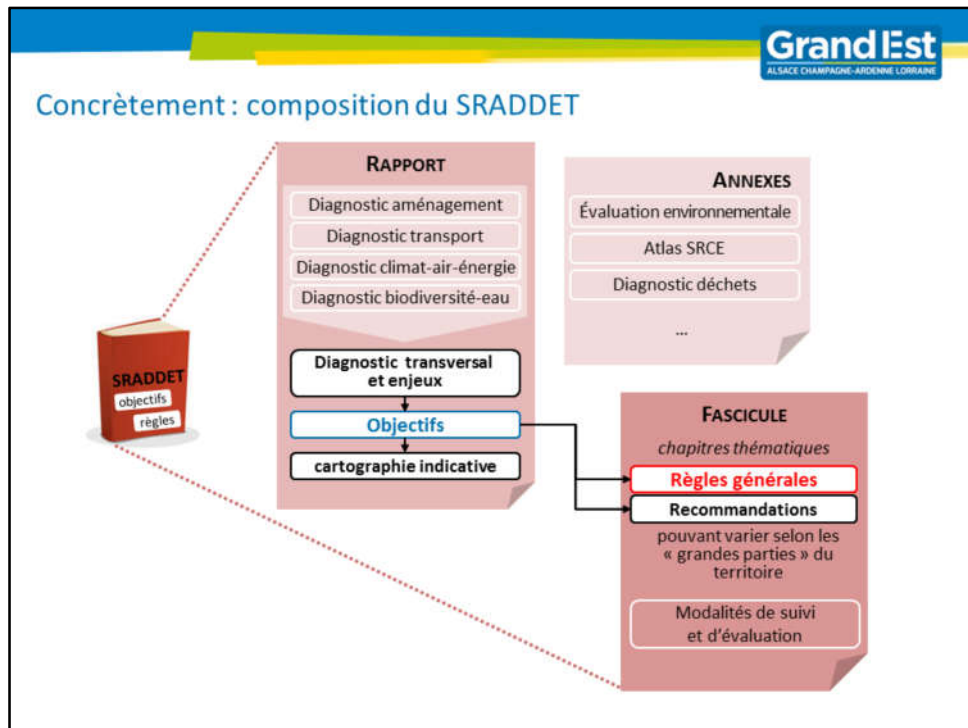 Grand Est
ALSACE CHAMPAGNE-ARDENNE LORRAINE
Concrètement : composition du SRADDET
RAPPORT
Diagnostic aménagement
Diagnostic transport
Diagnostic climat-air-énergie
Diagnostic biodiversité-eau
Diagnostic transversal
et enjeux
Objectifs
cartographie indicative
ANNEXES
Évaluation environnementale
Atlas SRCE
Diagnostic déchets
...
SRADDET
objectifs
règles
FASCICULE
chapitres thématiques
Règles générales
Recommandations
pouvant varier selon les
« grandes parties » du
territoire
Modalités de suivi
et d'évaluation